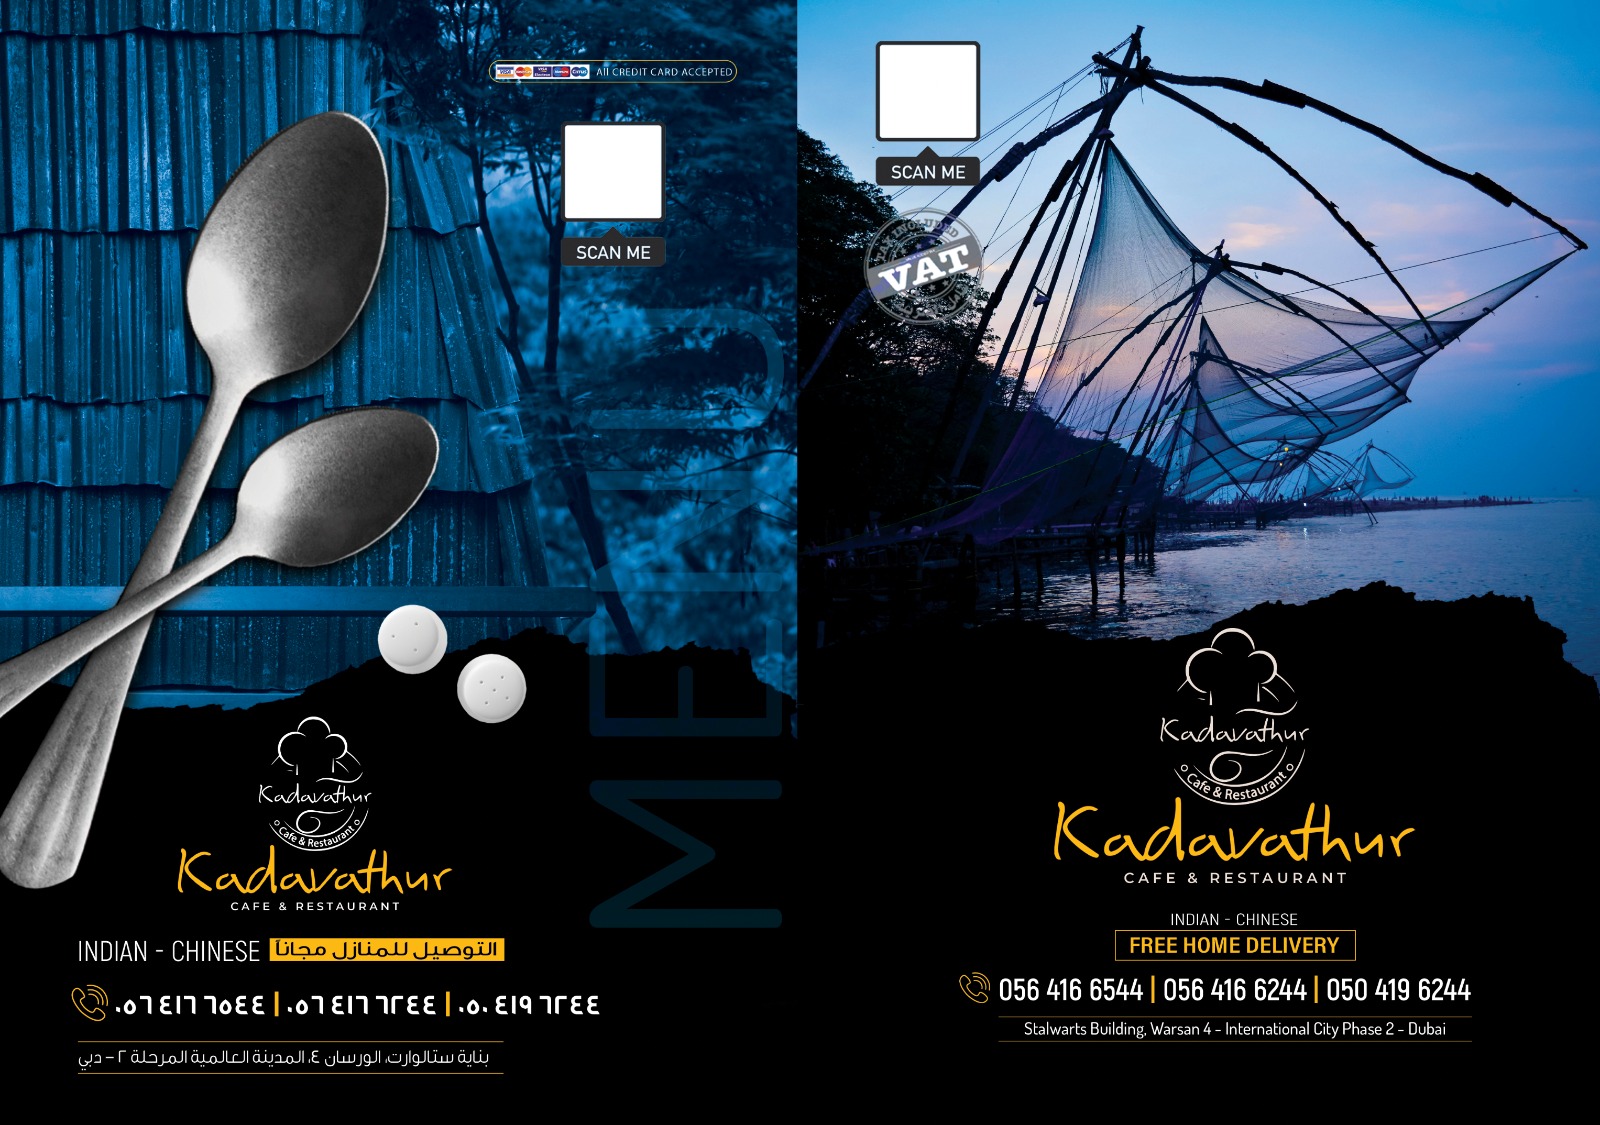 All CREDIT CARD ACCEPTED
SCAN ME
MENU
Kadavathur
Cafe & Restaurant
Kadavathur
CAFE & RESTAURANT
INDIAN - CHINESE التوصيل للمنازل مجاناً
٠٥٦ ٤١٦ ٦٥٤٤ | ٠٥٦ ٤١٦ ٦٢٤٤ | ٠٥٠ ٤١٩ ٦٢٤٤
بناية ستالوارت، الورسان ٤، المدينة العالمية المرحلة ٢ – دبي
SCAN ME
VAT
Kadavathur
Cafe & Restaurant
Kadavathur
CAFE & RESTAURANT
INDIAN - CHINESE
FREE HOME DELIVERY
056 416 6544 | 056 416 6244 | 050 419 6244
Stalwarts Building, Warsan 4 - International City Phase 2 - Dubai